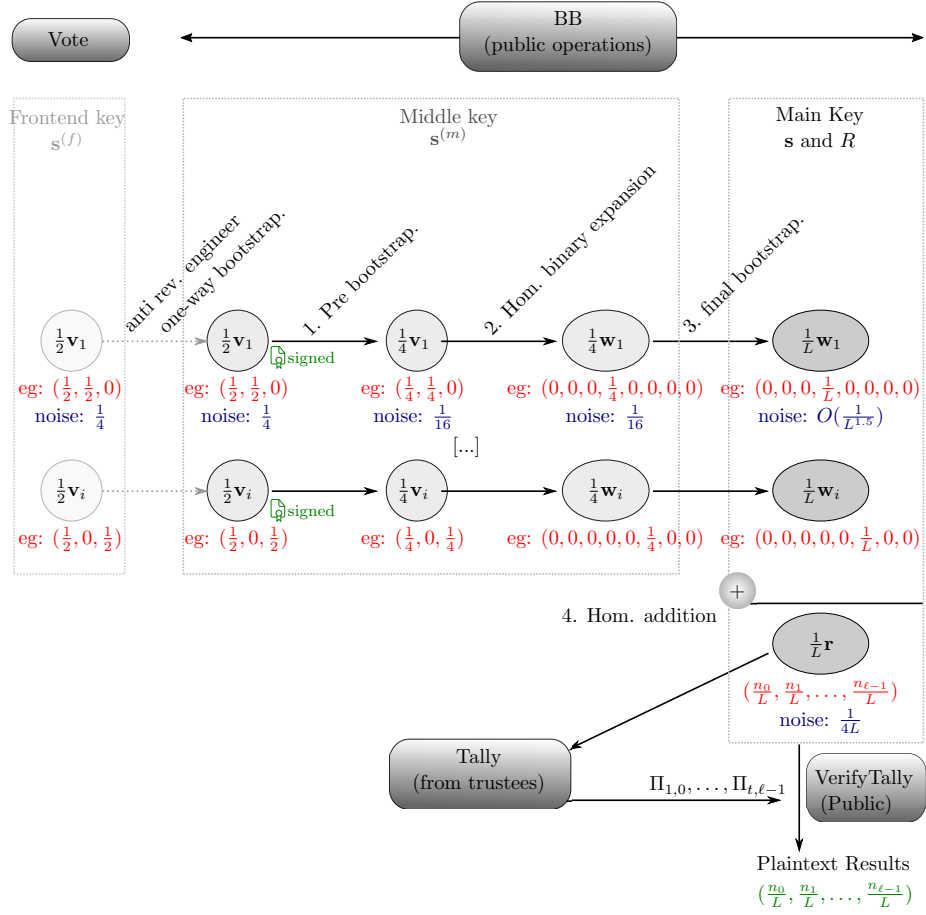 Vote
BB
(public operations)
Frontend key
s^(f)
Middle key
s^(m)
Main Key
s and R
anti rev. engineer
one-way bootstrap.
1. Pre bootstrap.
2. Hom. binary expansion
3. final bootstrap.
½v₁ ½v₁ ¼v₁ ¼w₁ 1/L w₁
signed
eg: (½, ½, 0) eg: (½, ½, 0) eg: (¼, ¼, 0) eg: (0, 0, 0, ¼, 0, 0, 0, 0) eg: (0, 0, 0, 1/L, 0, 0, 0, 0)
noise: 1/4 noise: 1/4 noise: 1/16 noise: 1/16 noise: O(1/L^1.5)
[...]
½vᵢ ½vᵢ ¼vᵢ ¼wᵢ 1/L wᵢ
signed
eg: (½, 0, ½) eg: (½, 0, ½) eg: (¼, 0, ¼) eg: (0, 0, 0, 0, 0, ¼, 0, 0) eg: (0, 0, 0, 0, 0, 1/L, 0, 0)
+
4. Hom. addition
1/L r
(n₀/L, n₁/L, . . . , n_{ℓ−1}/L)
noise: 1/4L
Tally
(from trustees)
Π_{1,0}, . . . , Π_{t,ℓ−1}
VerifyTally
(Public)
Plaintext Results
(n₀/L, n₁/L, . . . , n_{ℓ−1}/L)